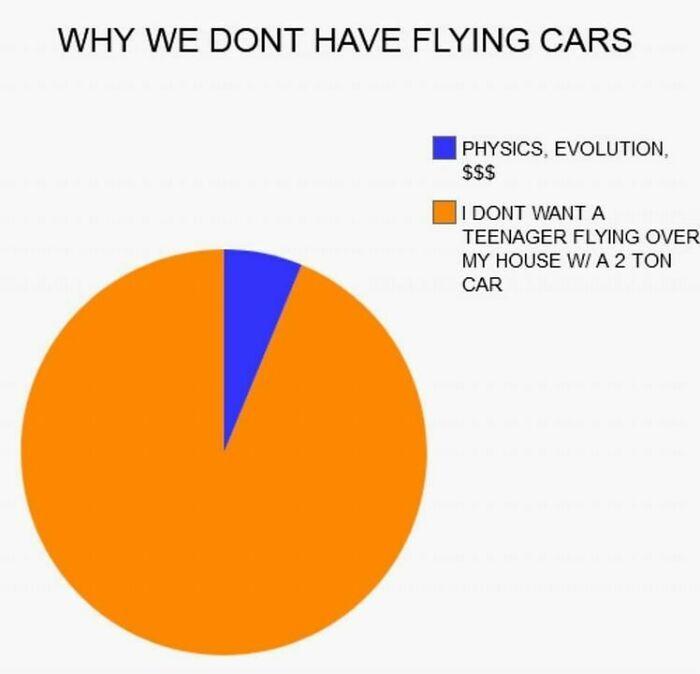 WHY WE DONT HAVE FLYING CARS
PHYSICS, EVOLUTION,
$$$
I DONT WANT A
TEENAGER FLYING OVER
MY HOUSE W/ A 2 TON
CAR